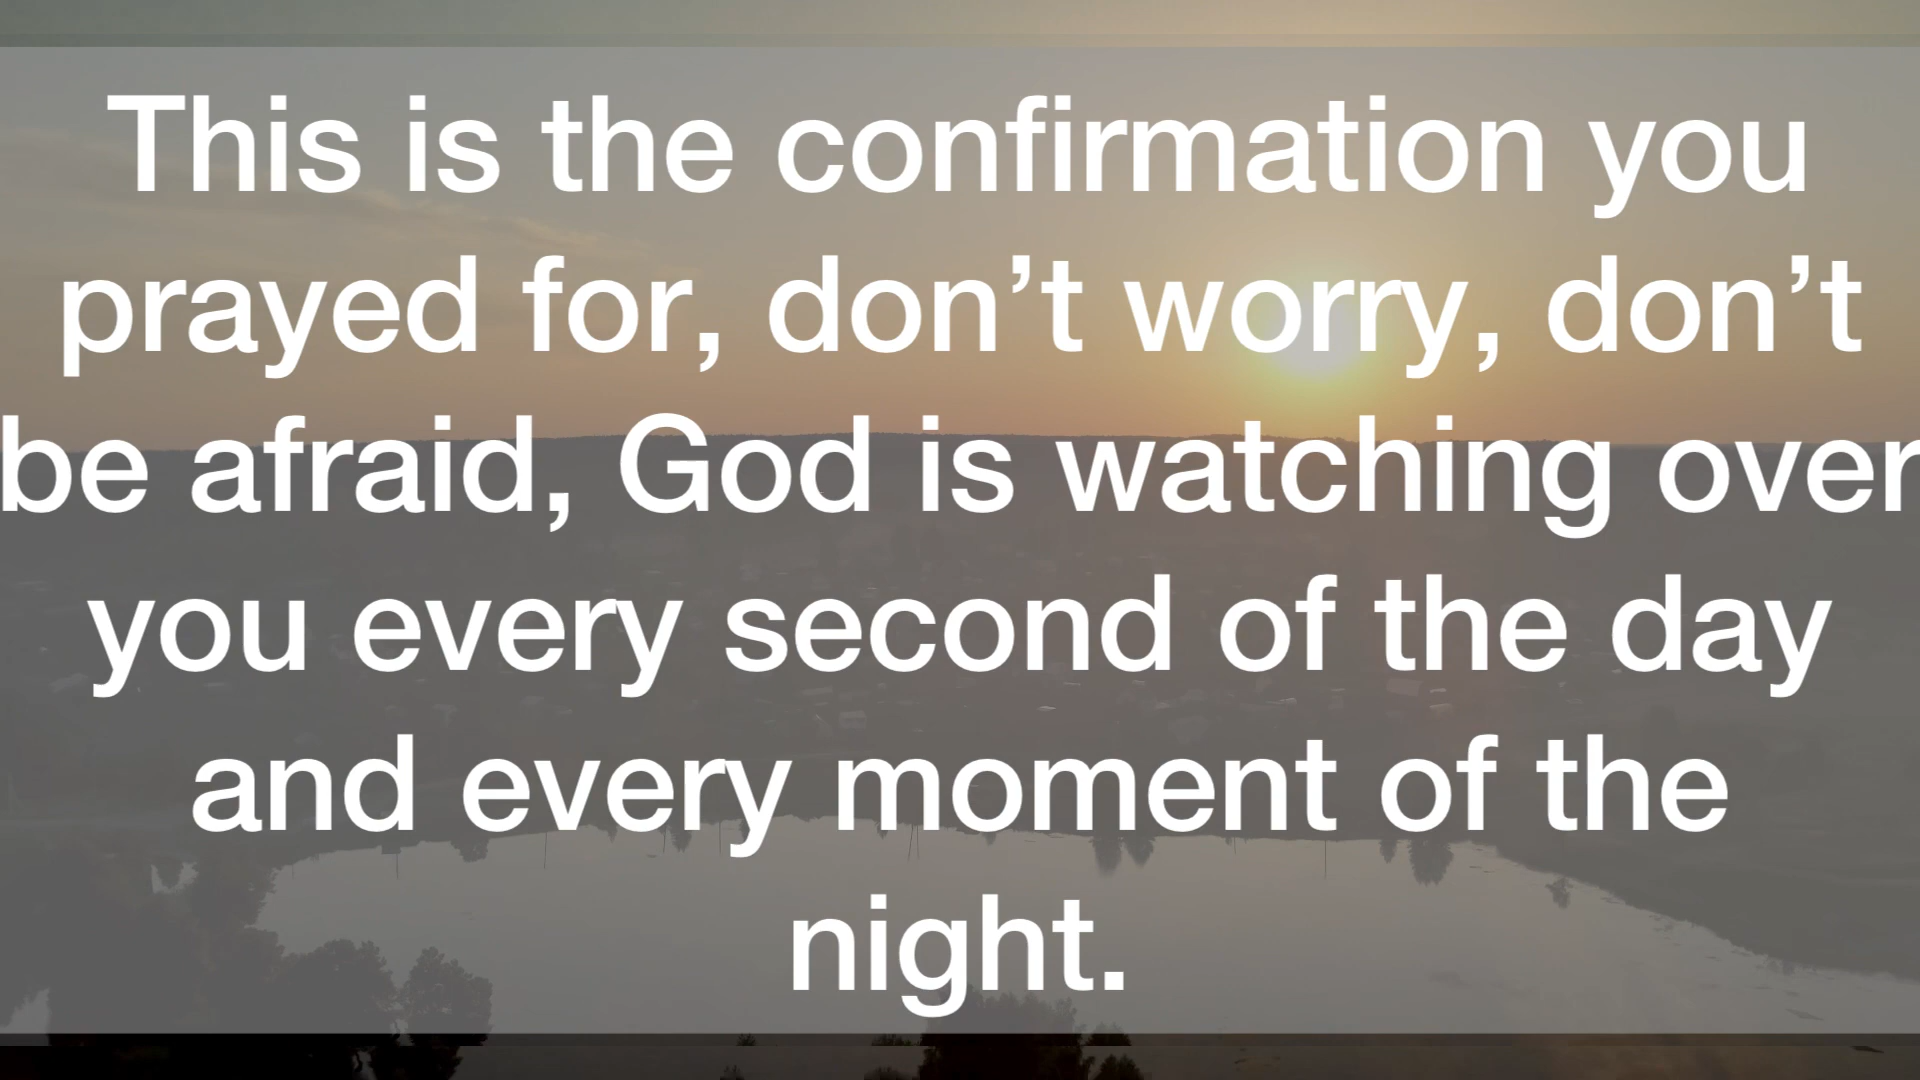 This is the confirmation you
prayed for, don’t worry, don’t
be afraid, God is watching over
you every second of the day
and every moment of the
night.